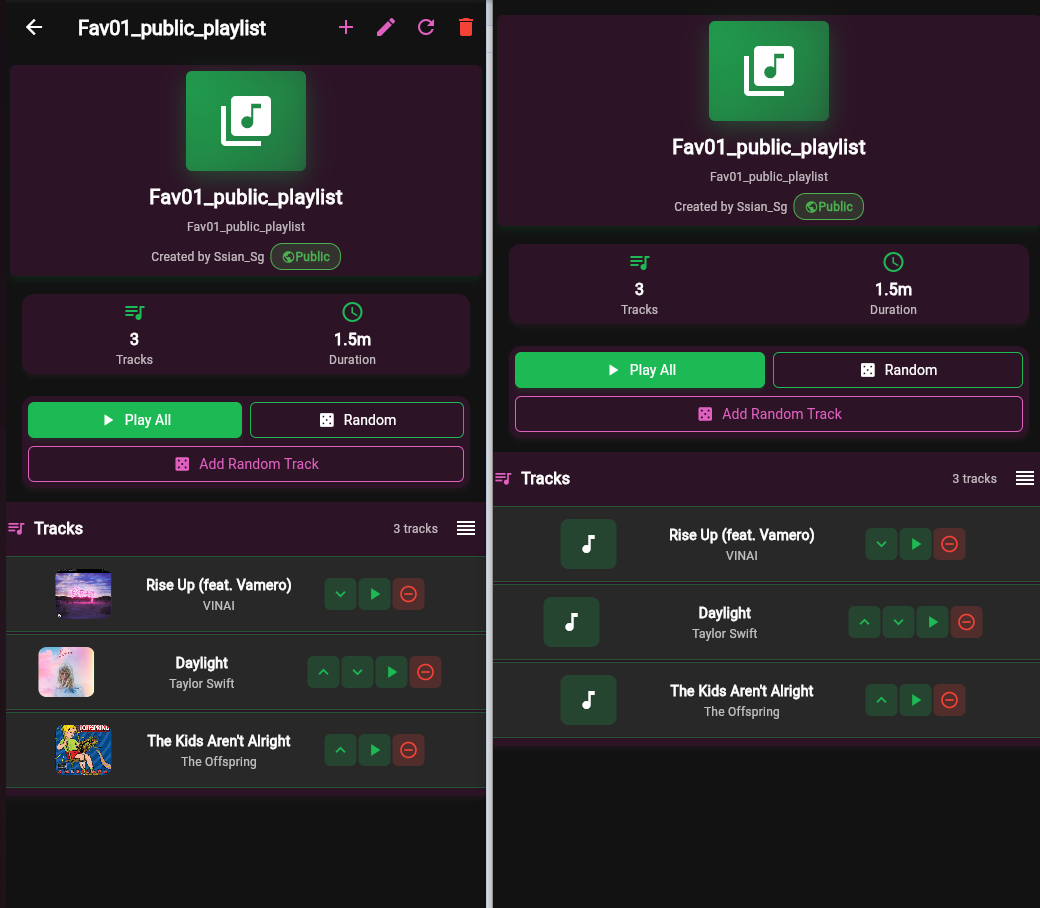 Fav01_public_playlist
Fav01_public_playlist
Fav01_public_playlist
Created by Ssian_Sg Public
3 1.5m
Tracks Duration
Play All Random
Add Random Track
Tracks 3 tracks
Rise Up (feat. Vamero)
VINAI
Daylight
Taylor Swift
The Kids Aren't Alright
The Offspring
Fav01_public_playlist
Fav01_public_playlist
Created by Ssian_Sg Public
3 1.5m
Tracks Duration
Play All Random
Add Random Track
Tracks 3 tracks
Rise Up (feat. Vamero)
VINAI
Daylight
Taylor Swift
The Kids Aren't Alright
The Offspring